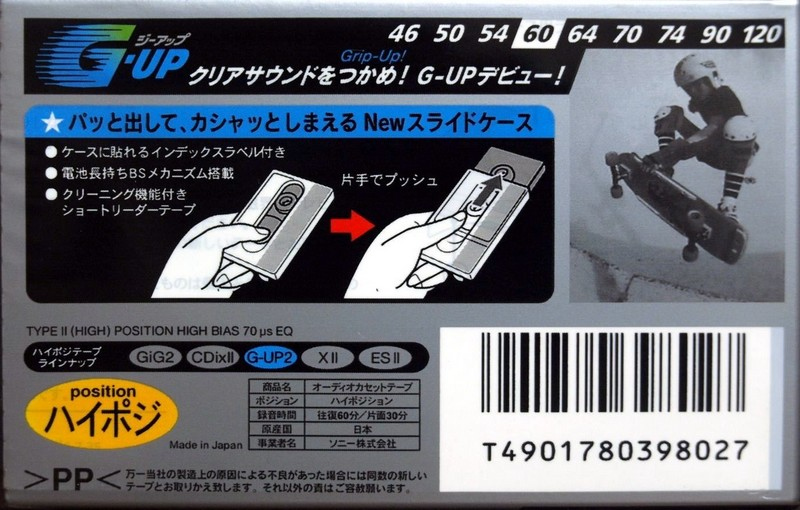 ジーアップ
G-UP
46 50 54 60 64 70 74 90 120
Grip-Up!
クリアサウンドをつかめ! G-UPデビュー!
★ パッと出して、カシャッとしまえる Newスライドケース
● ケースに貼れるインデックスラベル付き
● 電池長持ちBSメカニズム搭載
● クリーニング機能付き
ショートリーダーテープ
片手でプッシュ
TYPE II (HIGH) POSITION HIGH BIAS 70 μs EQ
ハイポジテープ
ラインナップ
GiG2 CDixII G-UP2 XII ESII
position
ハイポジ
Made in Japan
商品名 オーディオカセットテープ
ポジション ハイポジション
録音時間 往復60分/片面30分
原産国 日本
事業者名 ソニー株式会社
>PP<
万一当社の製造上の原因による不良があった場合には同数の新しい
テープとお取りかえ致します。それ以外の責はご容赦願います。
T4901780398027